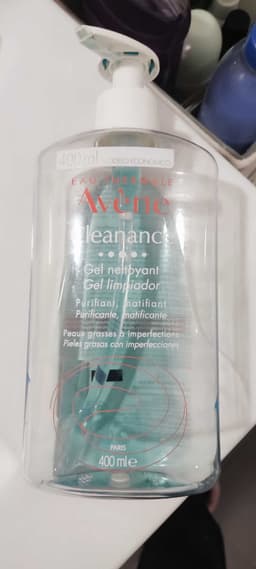 400 ml
EAU THERMALE
Avène
Cleanance
Gel nettoyant
Gel limpiador
Purifiant, matifiant
Purificante, matificante
Peaux grasses à imperfections
Pieles grasas con imperfecciones
PARIS
400 ml e